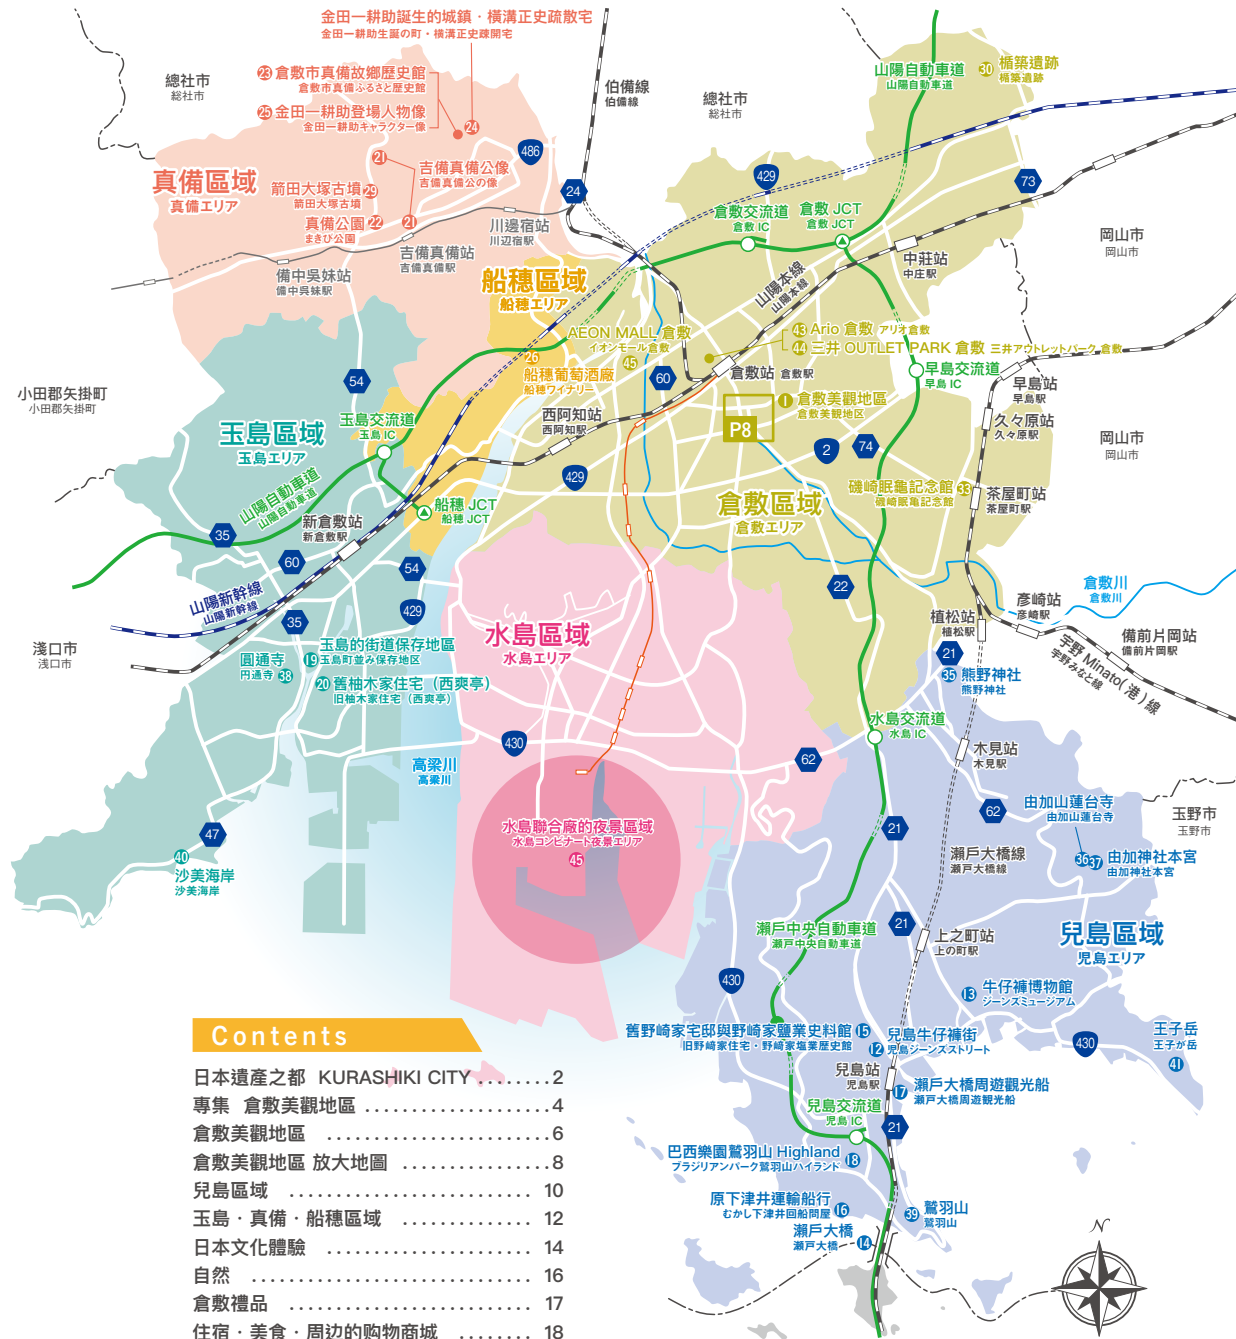 金田一耕助誕生的城鎮・橫溝正史疏散宅
金田一耕助生誕の町・横溝正史疎開宅
23 倉敷市真備故鄉歷史館
倉敷市真備ふるさと歴史館
25 金田一耕助登場人物像
金田一耕助キャラクター像
24
總社市
総社市
伯備線
伯備線
總社市
総社市
山陽自動車道
山陽自動車道
30 楯築遺跡
楯築遺跡
486
429
73
24
21
吉備真備公像
吉備真備公の像
真備區域
真備エリア
箭田大塚古墳 29
箭田大塚古墳
真備公園 22
まきび公園
21
川邊宿站
川辺宿駅
吉備真備站
吉備真備駅
備中吳妹站
備中呉妹駅
倉敷交流道
倉敷 IC
倉敷 JCT
倉敷 JCT
岡山市
岡山市
中莊站
中庄駅
山陽本線
山陽本線
船穗區域
船穂エリア
AEON MALL 倉敷
イオンモール倉敷
45
43 Ario 倉敷 アリオ倉敷
44 三井 OUTLET PARK 倉敷 三井アウトレットパーク 倉敷
26
船穗葡萄酒廠
船穂ワイナリー
60
倉敷站 倉敷駅
早島交流道
早島 IC
早島站
早島駅
54
小田郡矢掛町
小田郡矢掛町
1 倉敷美觀地區
倉敷美観地区
P8
久々原站
久々原駅
岡山市
岡山市
玉島交流道
玉島 IC
西阿知站
西阿知駅
玉島區域
玉島エリア
2
74
429
磯崎眠龜記念館 33
磯崎眠亀記念館
茶屋町站
茶屋町駅
山陽自動車道
山陽自動車道
船穗 JCT
船穂 JCT
倉敷區域
倉敷エリア
新倉敷站
新倉敷駅
35
60
54
22
倉敷川
倉敷川
山陽新幹線
山陽新幹線
429
彥崎站
彦崎駅
植松站
植松駅
備前片岡站
備前片岡駅
35
淺口市
浅口市
水島區域
水島エリア
玉島的街道保存地區
19 玉島町並み保存地区
圓通寺
円通寺 38
20 舊柚木家住宅（西爽亭）
旧柚木家住宅（西爽亭）
21
宇野 Minato(港)線
宇野みなと線
35 熊野神社
熊野神社
水島交流道
水島 IC
430
高梁川
高梁川
62
木見站
木見駅
62
由加山蓮台寺
由加山蓮台寺
玉野市
玉野市
水島聯合廠的夜景區域
水島コンビナート夜景エリア
45
47
21
瀨戶大橋線
瀬戸大橋線
36 37 由加神社本宮
由加神社本宮
40
沙美海岸
沙美海岸
瀨戶中央自動車道
瀬戸中央自動車道
21
上之町站
上の町駅
兒島區域
児島エリア
430
13 牛仔褲博物館
ジーンズミュージアム
舊野崎家宅邸與野崎家鹽業史料館 15
旧野﨑家住宅・野﨑家塩業歴史館
兒島牛仔褲街
12 児島ジーンズストリート
430
王子岳
王子が岳
41
兒島站
児島駅
17 瀨戶大橋周遊觀光船
瀬戸大橋周遊観光船
兒島交流道
児島 IC
21
巴西樂園鷲羽山 Highland
ブラジリアンパーク鷲羽山ハイランド
18
原下津井運輸船行
むかし下津井回船問屋 16
39 鷲羽山
鷲羽山
瀨戶大橋
瀬戸大橋 14
N
Contents
日本遺產之都 KURASHIKI CITY ........ 2
專集 倉敷美觀地區 .................. 4
倉敷美觀地區 ...................... 6
倉敷美觀地區 放大地圖 ................ 8
兒島區域 ........................ 10
玉島・真備・船穗區域 ............. 12
日本文化體驗 .................... 14
自然 ............................ 16
倉敷禮品 ........................ 17
住宿・美食・周边的购物商城 ........ 18